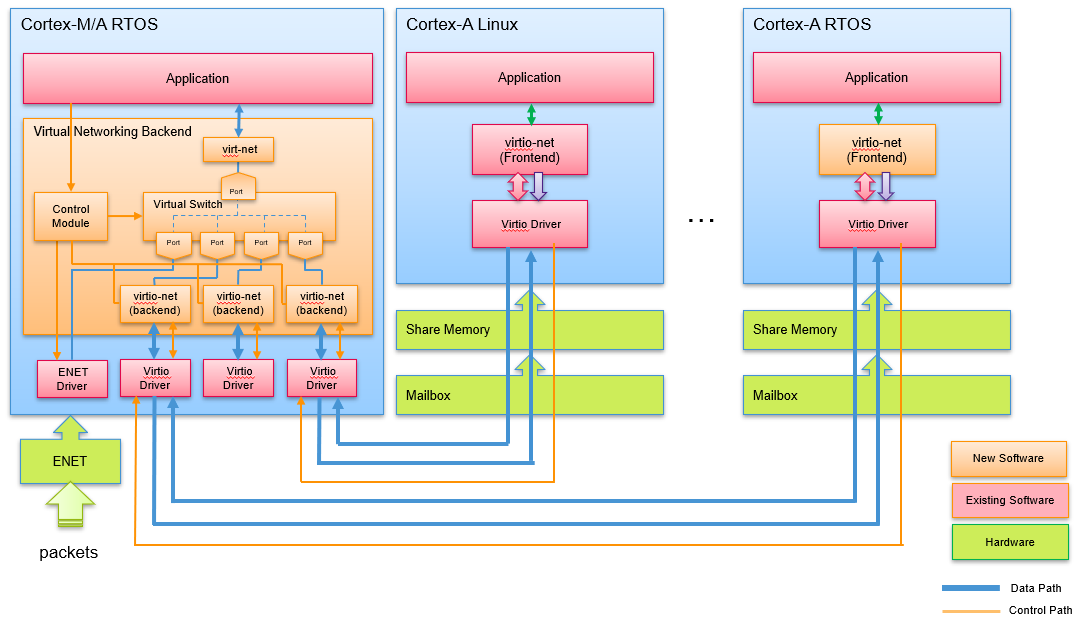 Cortex-M/A RTOS
Application
Virtual Networking Backend
virt-net
Port
Control
Module
Virtual Switch
Port
Port
Port
Port
virtio-net
(backend)
virtio-net
(backend)
virtio-net
(backend)
ENET
Driver
Virtio
Driver
Virtio
Driver
Virtio
Driver
ENET
packets
Cortex-A Linux
Application
virtio-net
(Frontend)
Virtio Driver
Share Memory
Mailbox
...
Cortex-A RTOS
Application
virtio-net
(Frontend)
Virtio Driver
Share Memory
Mailbox
New Software
Existing Software
Hardware
Data Path
Control Path